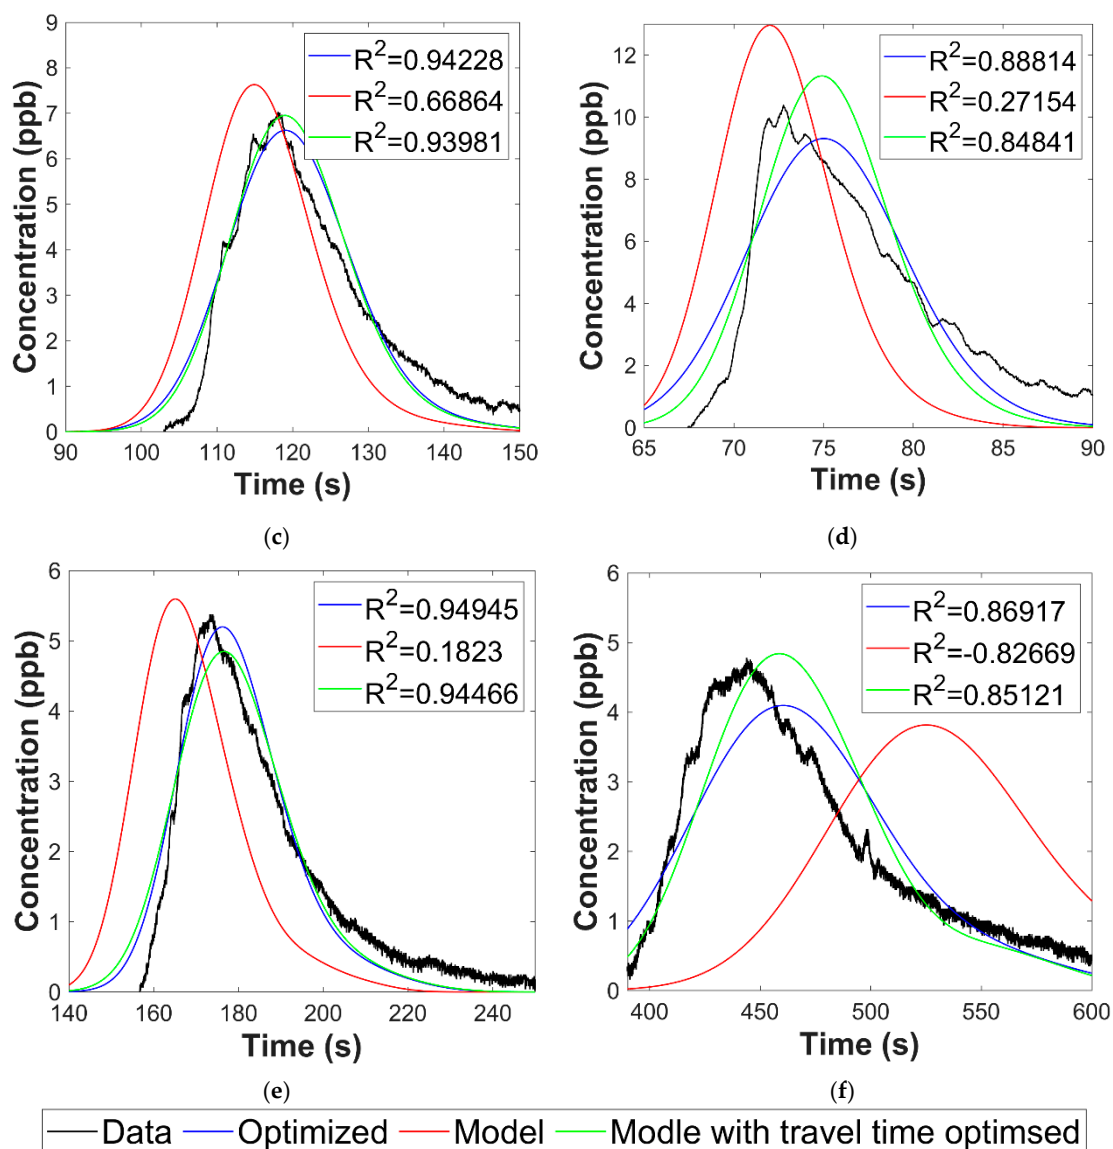 9
8
7
6
5
4
3
2
1
0
Concentration (ppb)
R²=0.94228
R²=0.66864
R²=0.93981
90 100 110 120 130 140 150
Time (s)
(c)
12
10
8
6
4
2
0
Concentration (ppb)
R²=0.88814
R²=0.27154
R²=0.84841
65 70 75 80 85 90
Time (s)
(d)
6
5
4
3
2
1
0
Concentration (ppb)
R²=0.94945
R²=0.1823
R²=0.94466
140 160 180 200 220 240
Time (s)
(e)
6
5
4
3
2
1
0
Concentration (ppb)
R²=0.86917
R²=-0.82669
R²=0.85121
400 450 500 550 600
Time (s)
(f)
Data Optimized Model Modle with travel time optimsed